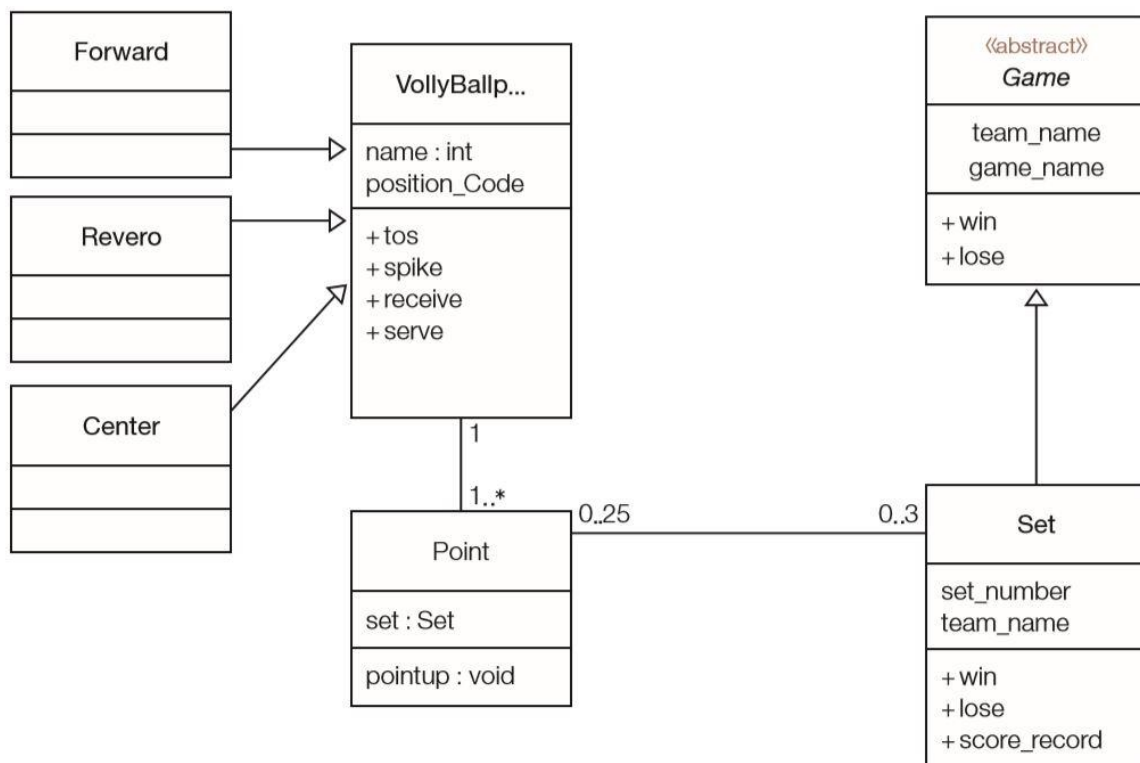 Forward
Revero
Center
VollyBallp...
name : int
position_Code
+ tos
+ spike
+ receive
+ serve
1
1..*
Point
set : Set
pointup : void
0..25
0..3
«abstract»
Game
team_name
game_name
+ win
+ lose
Set
set_number
team_name
+ win
+ lose
+ score_record